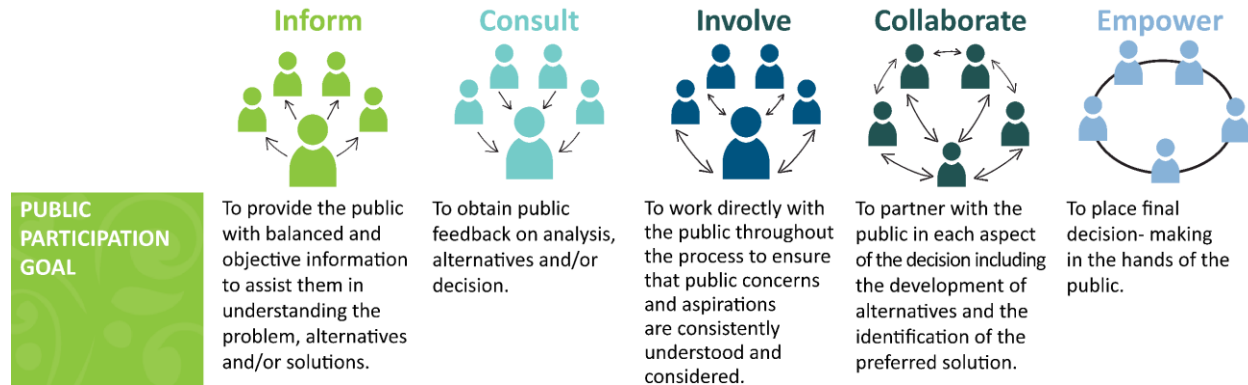 Inform
Consult
Involve
Collaborate
Empower
PUBLIC
PARTICIPATION
GOAL
To provide the public
with balanced and
objective information
to assist them in
understanding the
problem, alternatives
and/or solutions.
To obtain public
feedback on analysis,
alternatives and/or
decision.
To work directly with
the public throughout
the process to ensure
that public concerns
and aspirations
are consistently
understood and
considered.
To partner with the
public in each aspect
of the decision including
the development of
alternatives and the
identification of the
preferred solution.
To place final
decision- making
in the hands of the
public.